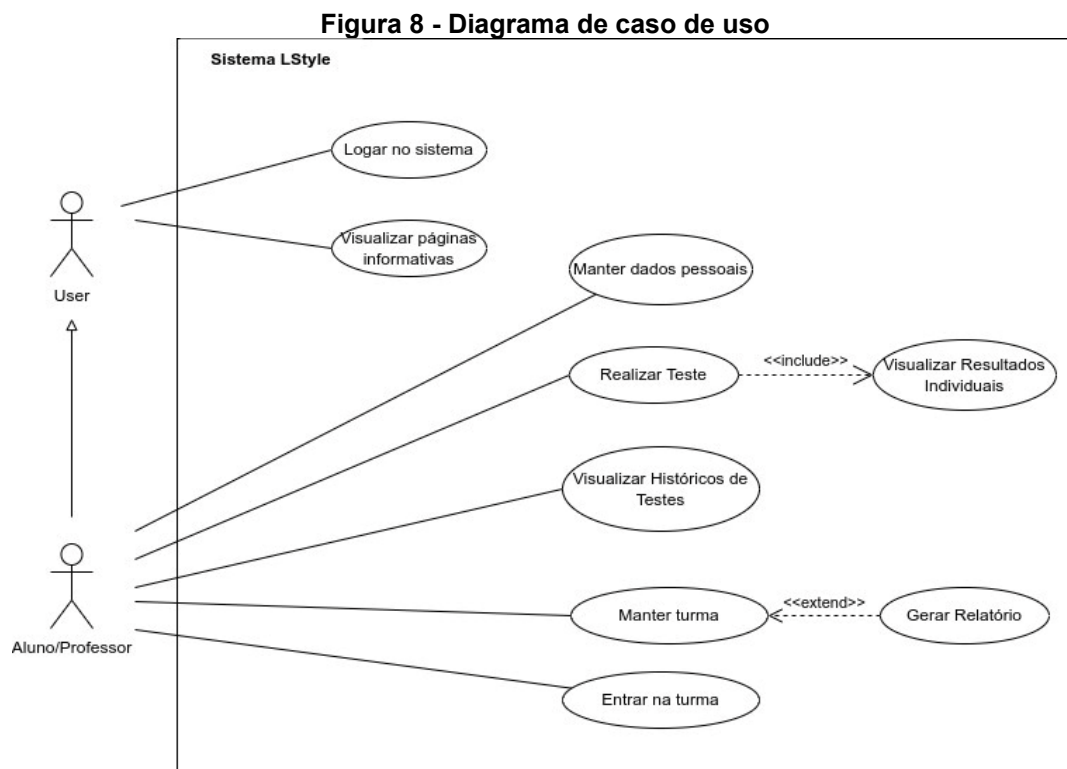 Figura 8 - Diagrama de caso de uso
Sistema LStyle
Logar no sistema
Visualizar páginas
informativas
User
Manter dados pessoais
Realizar Teste
<<include>>
Visualizar Resultados
Individuais
Visualizar Históricos de
Testes
Manter turma
<<extend>>
Gerar Relatório
Aluno/Professor
Entrar na turma